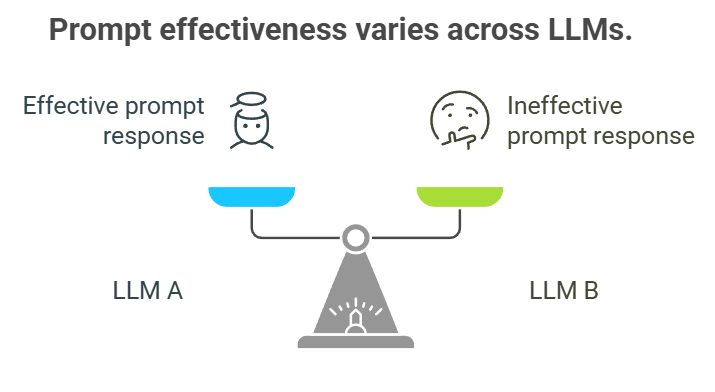 Prompt effectiveness varies across LLMs.
Effective prompt
response
Ineffective
prompt response
LLM A
LLM B